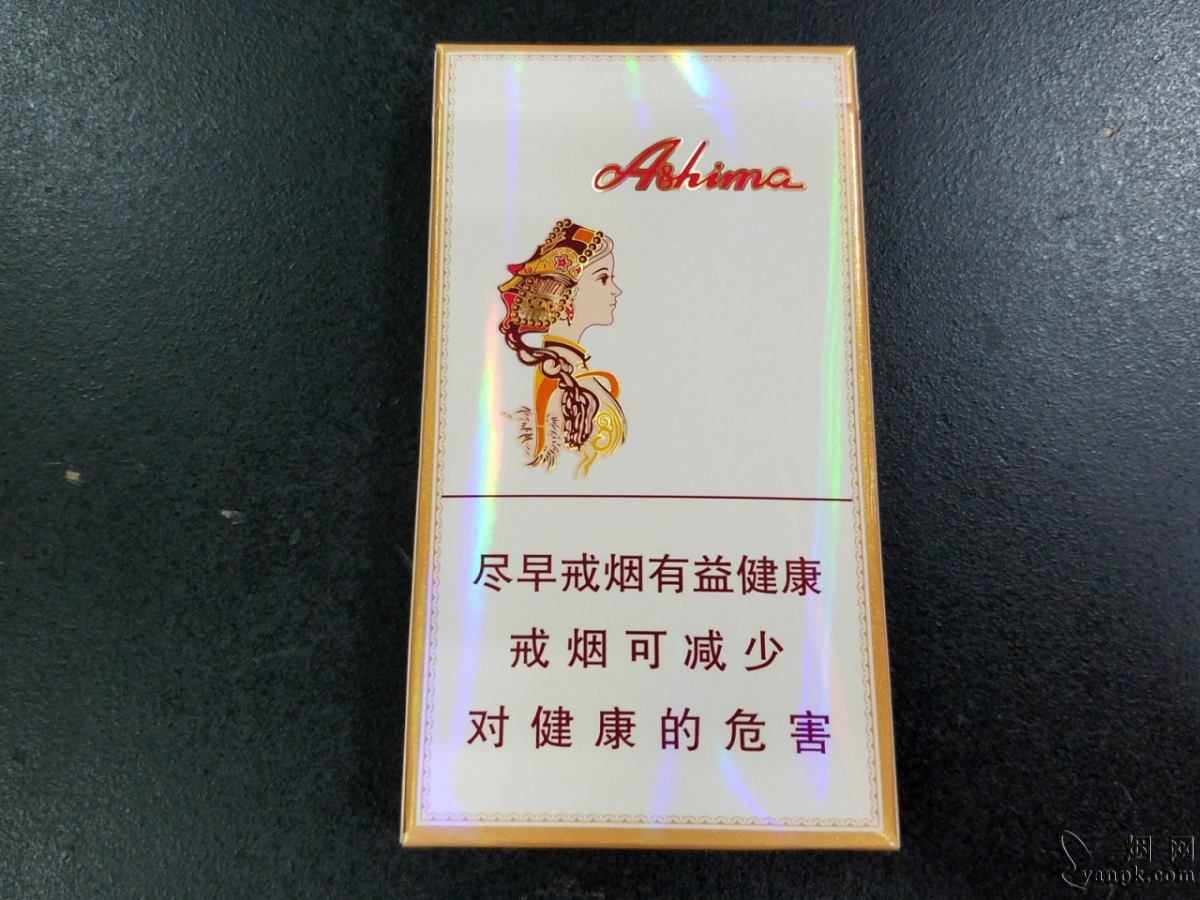 Ashima
尽早戒烟有益健康
戒烟可减少
对健康的危害
烟网
yanpk.com